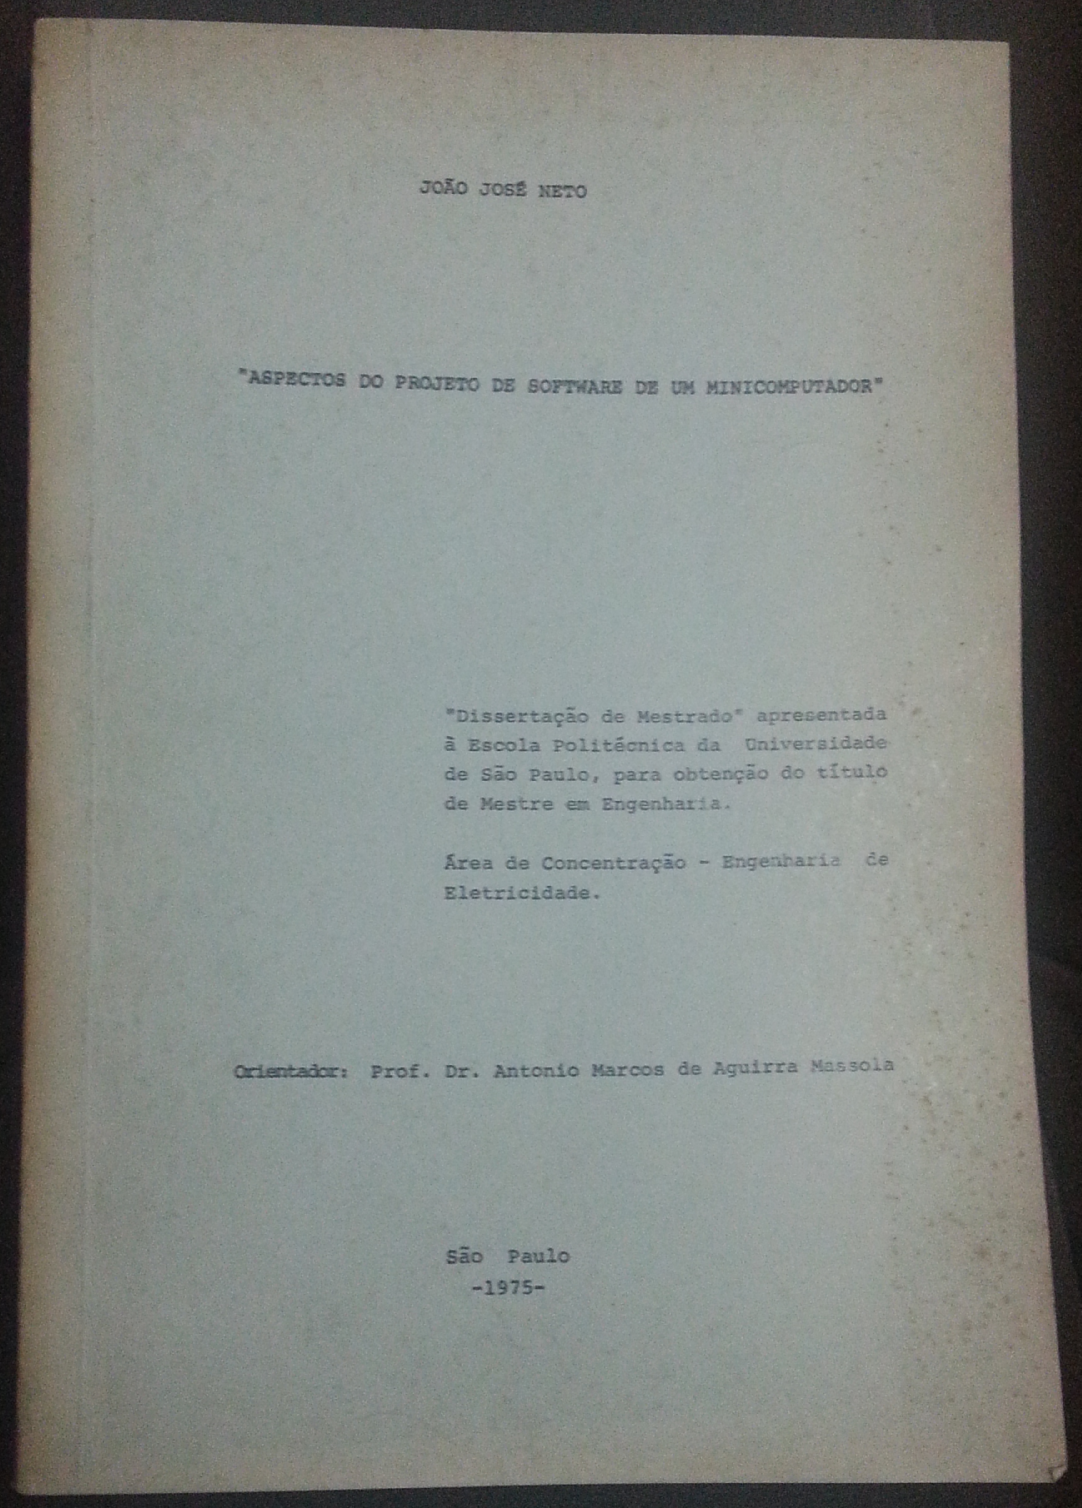 JOÃO JOSÉ NETO
"ASPECTOS DO PROJETO DE SOFTWARE DE UM MINICOMPUTADOR"
"Dissertação de Mestrado" apresentada
à Escola Politécnica da Universidade
de São Paulo, para obtenção do título
de Mestre em Engenharia.
Área de Concentração - Engenharia de
Eletricidade.
Orientador: Prof. Dr. Antonio Marcos de Aguirra Massola
São Paulo
-1975-